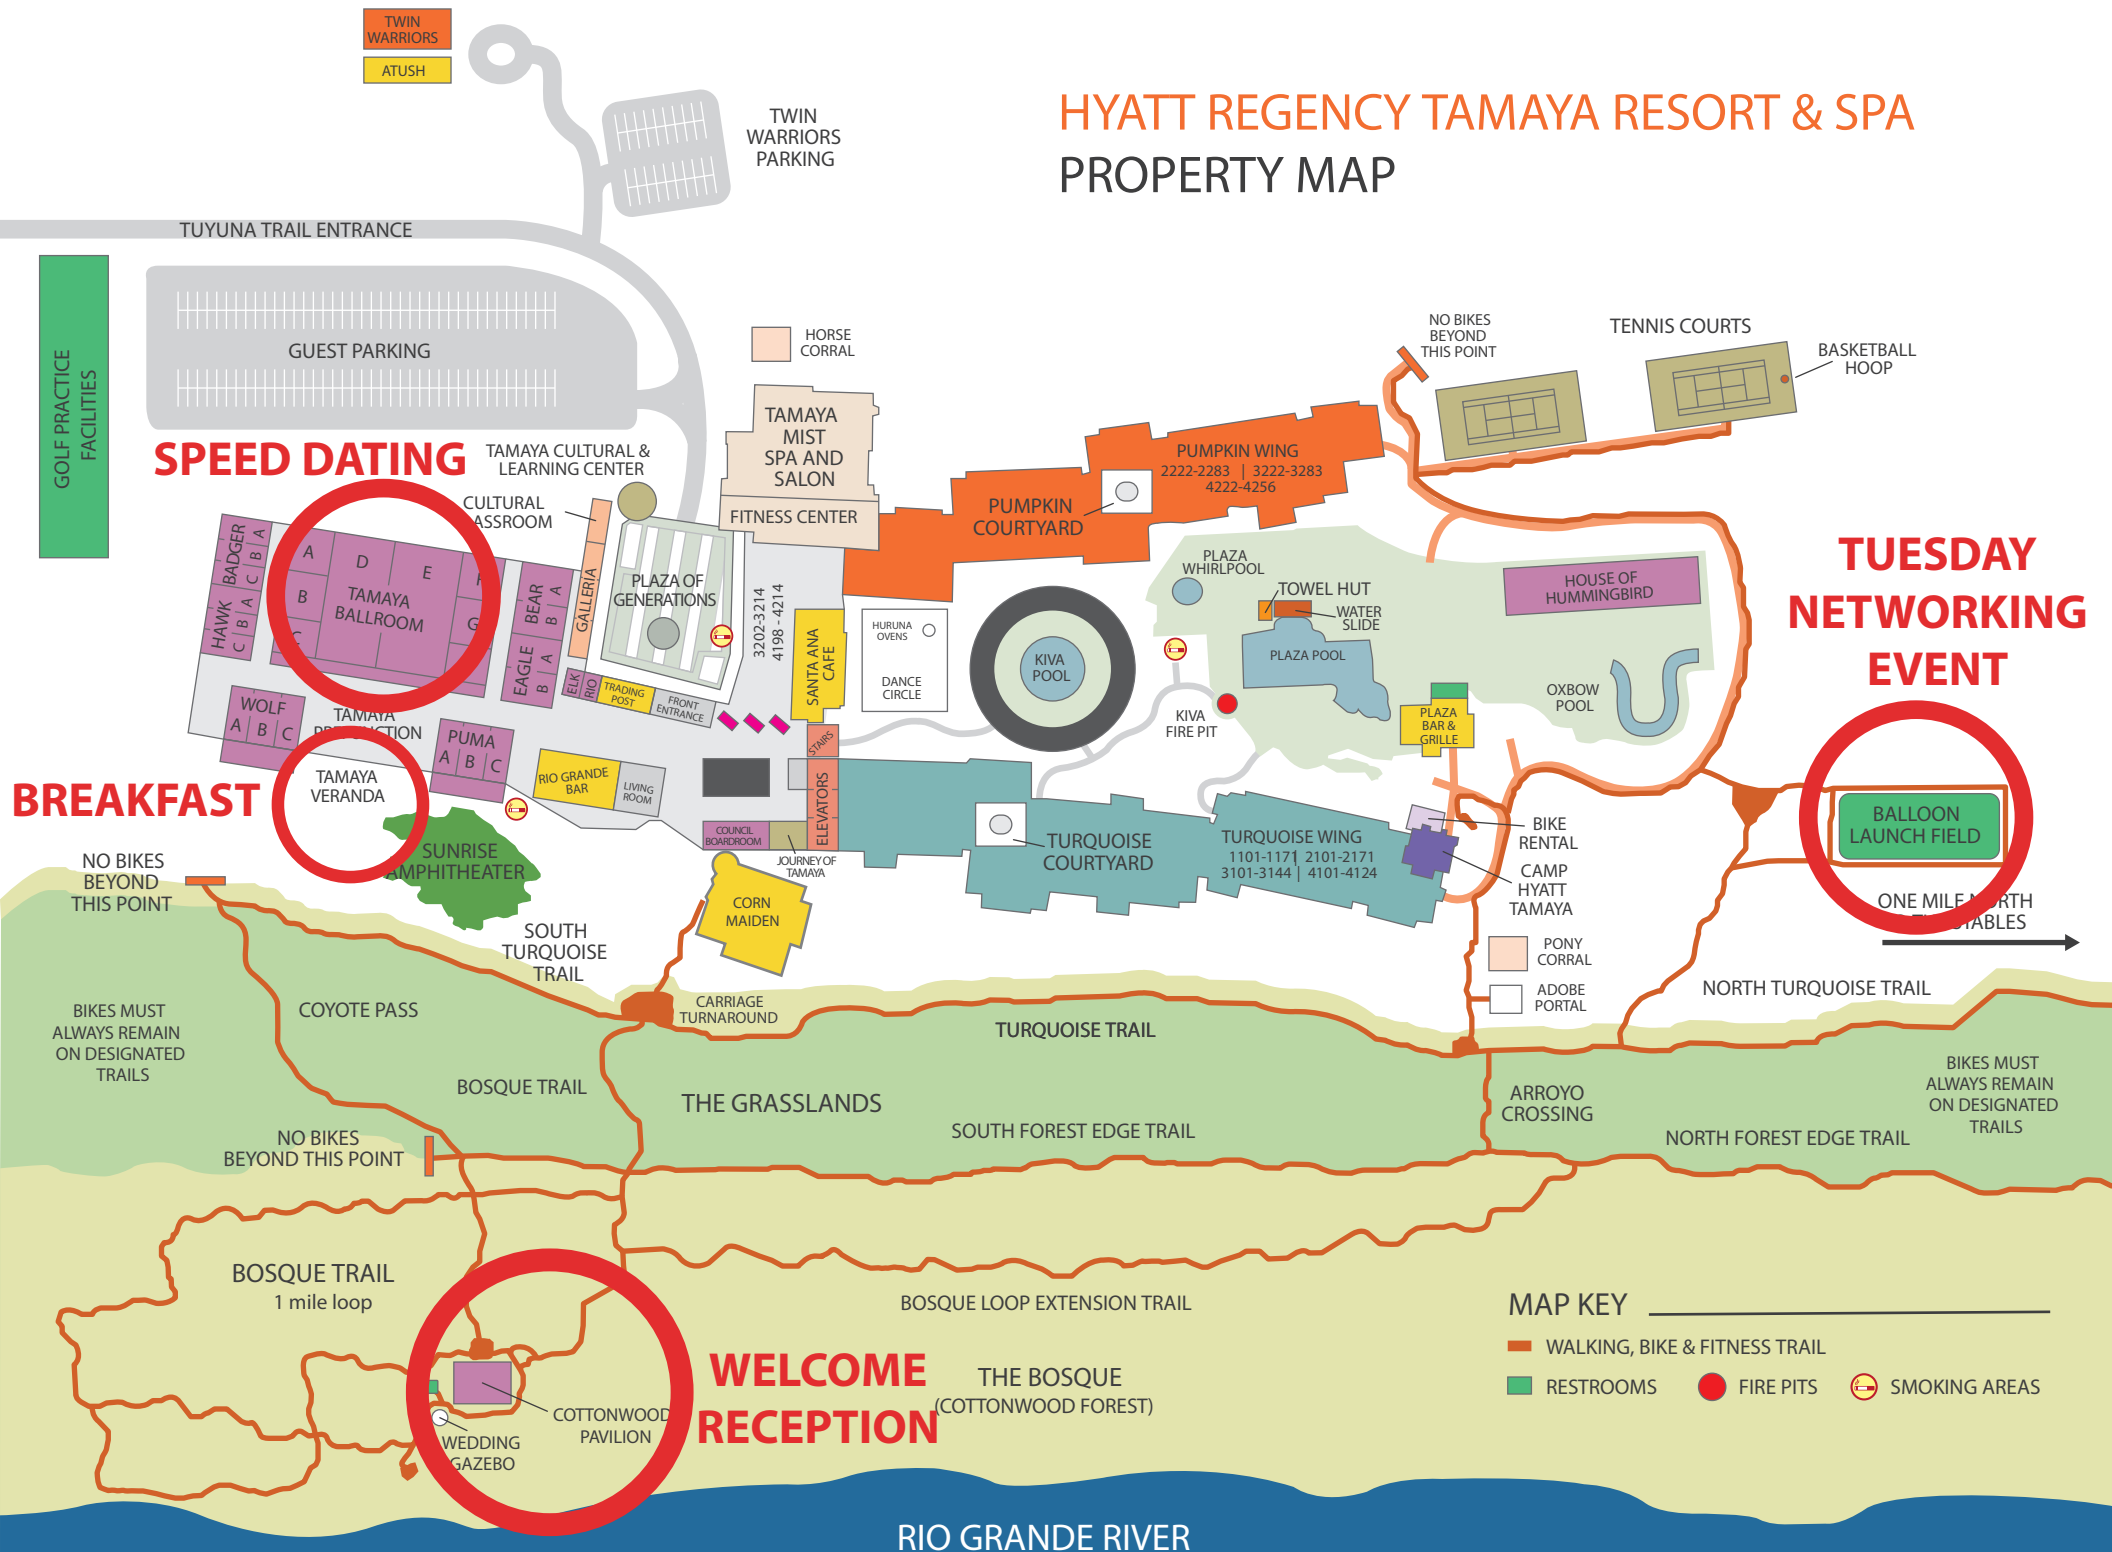 TWIN
WARRIORS
ATUSH
TWIN
WARRIORS
PARKING
HYATT REGENCY TAMAYA RESORT & SPA
PROPERTY MAP
TUYUNA TRAIL ENTRANCE
GOLF PRACTICE
FACILITIES
GUEST PARKING
HORSE
CORRAL
NO BIKES
BEYOND
THIS POINT
TENNIS COURTS
BASKETBALL
HOOP
SPEED DATING
TAMAYA CULTURAL &
LEARNING CENTER
CULTURAL
TAMAYA
MIST
SPA AND
SALON
FITNESS CENTER
PUMPKIN WING
2222-2283 | 3222-3283
4222-4256
PUMPKIN
COURTYARD
BADGER
A
B
C
HAWK
A
B
C
A
B
C
D
E
G
TAMAYA
BALLROOM
BEAR
A
B
EAGLE
A
B
GALLERIA
PLAZA OF
GENERATIONS
ELK
RIO
TRADING
POST
FRONT
ENTRANCE
3202-3214
4198 - 4214
SANTA ANA
CAFE
HURUNA
OVENS
DANCE
CIRCLE
KIVA
POOL
PLAZA
WHIRLPOOL
TOWEL HUT
WATER
SLIDE
PLAZA POOL
KIVA
FIRE PIT
HOUSE OF
HUMMINGBIRD
OXBOW
POOL
PLAZA
BAR &
GRILLE
TUESDAY
NETWORKING
EVENT
WOLF
A B C
TAMAYA
PUMA
A B C
TAMAYA
VERANDA
BREAKFAST
RIO GRANDE
BAR
LIVING
ROOM
STAIRS
ELEVATORS
COUNCIL
BOARDROOM
JOURNEY OF
TAMAYA
SUNRISE
AMPHITHEATER
CORN
MAIDEN
TURQUOISE
COURTYARD
TURQUOISE WING
1101-1171 | 2101-2171
3101-3144 | 4101-4124
BIKE
RENTAL
CAMP
HYATT
TAMAYA
BALLOON
LAUNCH FIELD
ONE MILE NORTH
NO BIKES
BEYOND
THIS POINT
SOUTH
TURQUOISE
TRAIL
PONY
CORRAL
ADOBE
PORTAL
NORTH TURQUOISE TRAIL
CARRIAGE
TURNAROUND
TURQUOISE TRAIL
COYOTE PASS
BIKES MUST
ALWAYS REMAIN
ON DESIGNATED
TRAILS
BOSQUE TRAIL
THE GRASSLANDS
SOUTH FOREST EDGE TRAIL
ARROYO
CROSSING
NORTH FOREST EDGE TRAIL
BIKES MUST
ALWAYS REMAIN
ON DESIGNATED
TRAILS
NO BIKES
BEYOND THIS POINT
BOSQUE TRAIL
1 mile loop
BOSQUE LOOP EXTENSION TRAIL
WELCOME
RECEPTION
THE BOSQUE
(COTTONWOOD FOREST)
COTTONWOOD
PAVILION
WEDDING
GAZEBO
MAP KEY
WALKING, BIKE & FITNESS TRAIL
RESTROOMS
FIRE PITS
SMOKING AREAS
RIO GRANDE RIVER